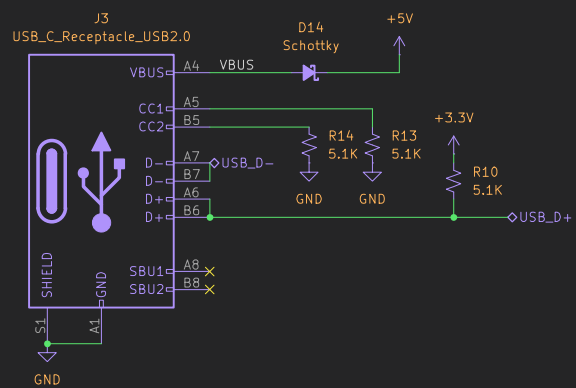 J3
USB_C_Receptacle_USB2.0
D14
Schottky
+5V
VBUS A4 VBUS
CC1 A5
CC2 B5
R14
5.1K
R13
5.1K
+3.3V
D- A7 USB_D-
D- B7
GND
GND
R10
5.1K
D+ A6
D+ B6 USB_D+
SBU1 A8
SBU2 B8
SHIELD
GND
S1
A1
GND